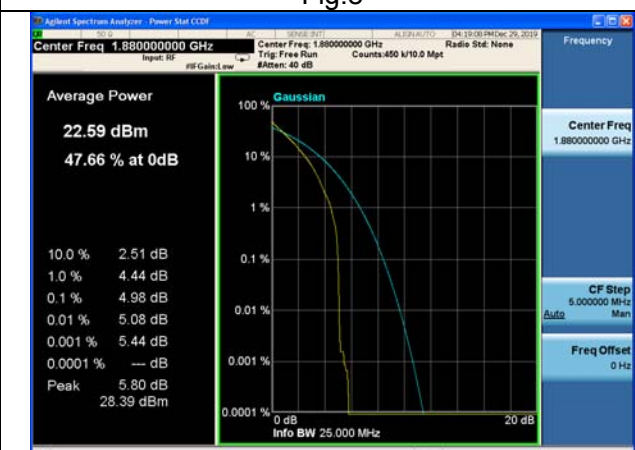 Fig.3
Agilent Spectrum Analyzer - Power Stat CCDF
50 Ω AC SENSE:INT ALIGNAUTO 04:19:08 PM Dec 29, 2019
Center Freq 1.880000000 GHz Center Freq: 1.880000000 GHz Radio Std: None Frequency
Input: RF Trig: Free Run Counts:450 k/10.0 Mpt
#IFGain:Low #Atten: 40 dB
Average Power
22.59 dBm
47.66 % at 0dB
10.0 % 2.51 dB
1.0 % 4.44 dB
0.1 % 4.98 dB
0.01 % 5.08 dB
0.001 % 5.44 dB
0.0001 % --- dB
Peak 5.80 dB
28.39 dBm
100 % Gaussian
10 %
1 %
0.1 %
0.01 %
0.001 %
0.0001 %
0 dB 20 dB
Info BW 25.000 MHz
Center Freq
1.880000000 GHz
CF Step
5.000000 MHz
Auto Man
Freq Offset
0 Hz